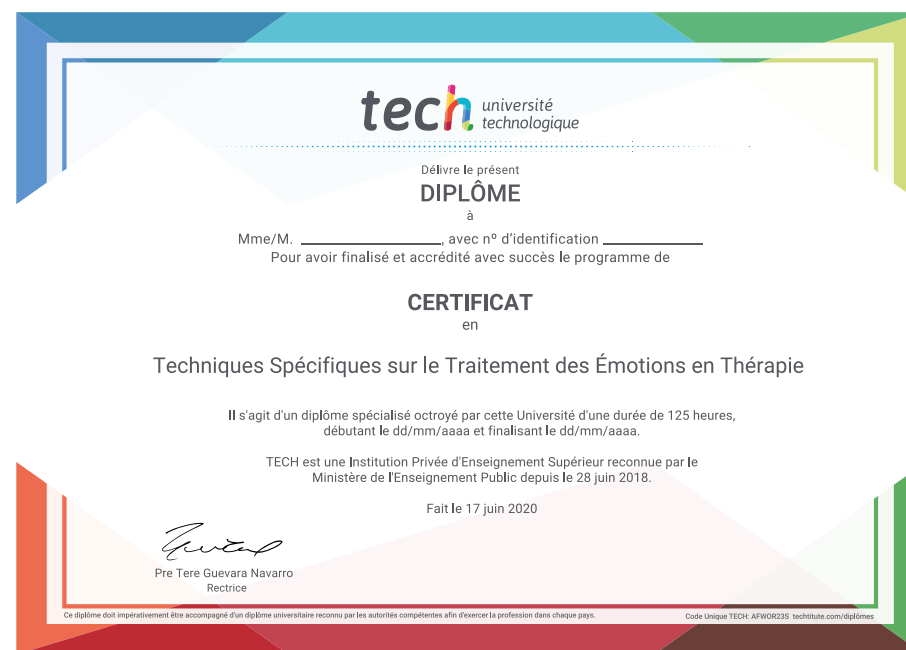 tech université
technologique
Délivre le présent
DIPLÔME
à
Mme/M. ____________________, avec nº d'identification ______________
Pour avoir finalisé et accrédité avec succès le programme de
CERTIFICAT
en
Techniques Spécifiques sur le Traitement des Émotions en Thérapie
Il s'agit d'un diplôme spécialisé octroyé par cette Université d'une durée de 125 heures,
débutant le dd/mm/aaaa et finalisant le dd/mm/aaaa.
TECH est une Institution Privée d'Enseignement Supérieur reconnue par le
Ministère de l'Enseignement Public depuis le 28 juin 2018.
Fait le 17 juin 2020
Pre Tere Guevara Navarro
Rectrice
Ce diplôme doit impérativement être accompagné d'un diplôme universitaire reconnu par les autorités compétentes afin d'exercer la profession dans chaque pays.
Code Unique TECH: AFWOR23S techtitute.com/diplômes